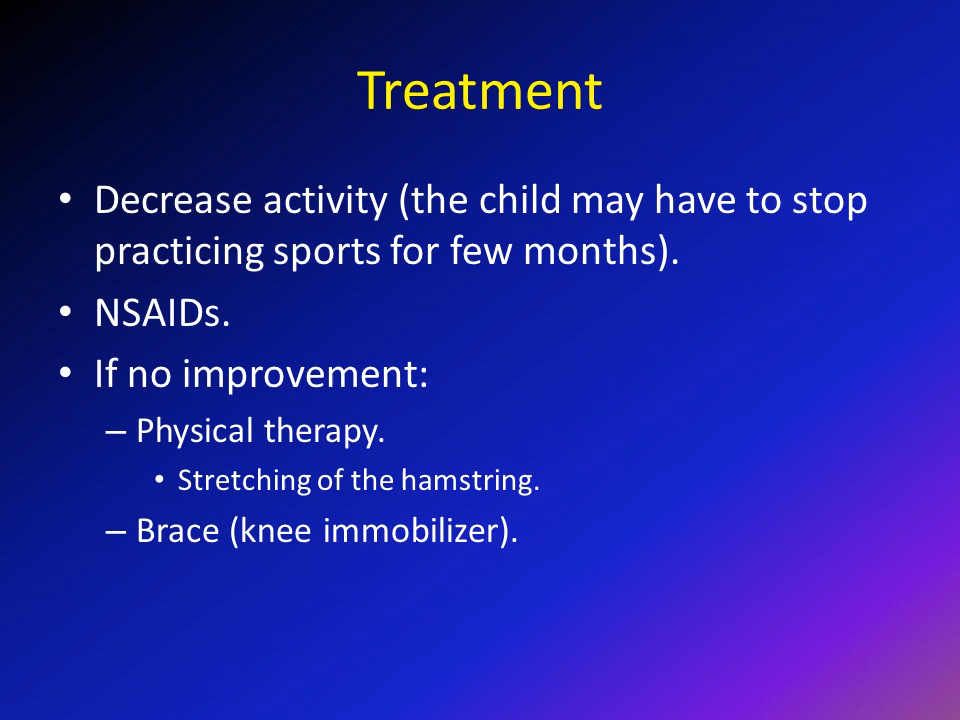 Treatment
• Decrease activity (the child may have to stop
practicing sports for few months).
• NSAIDs.
• If no improvement:
– Physical therapy.
• Stretching of the hamstring.
– Brace (knee immobilizer).